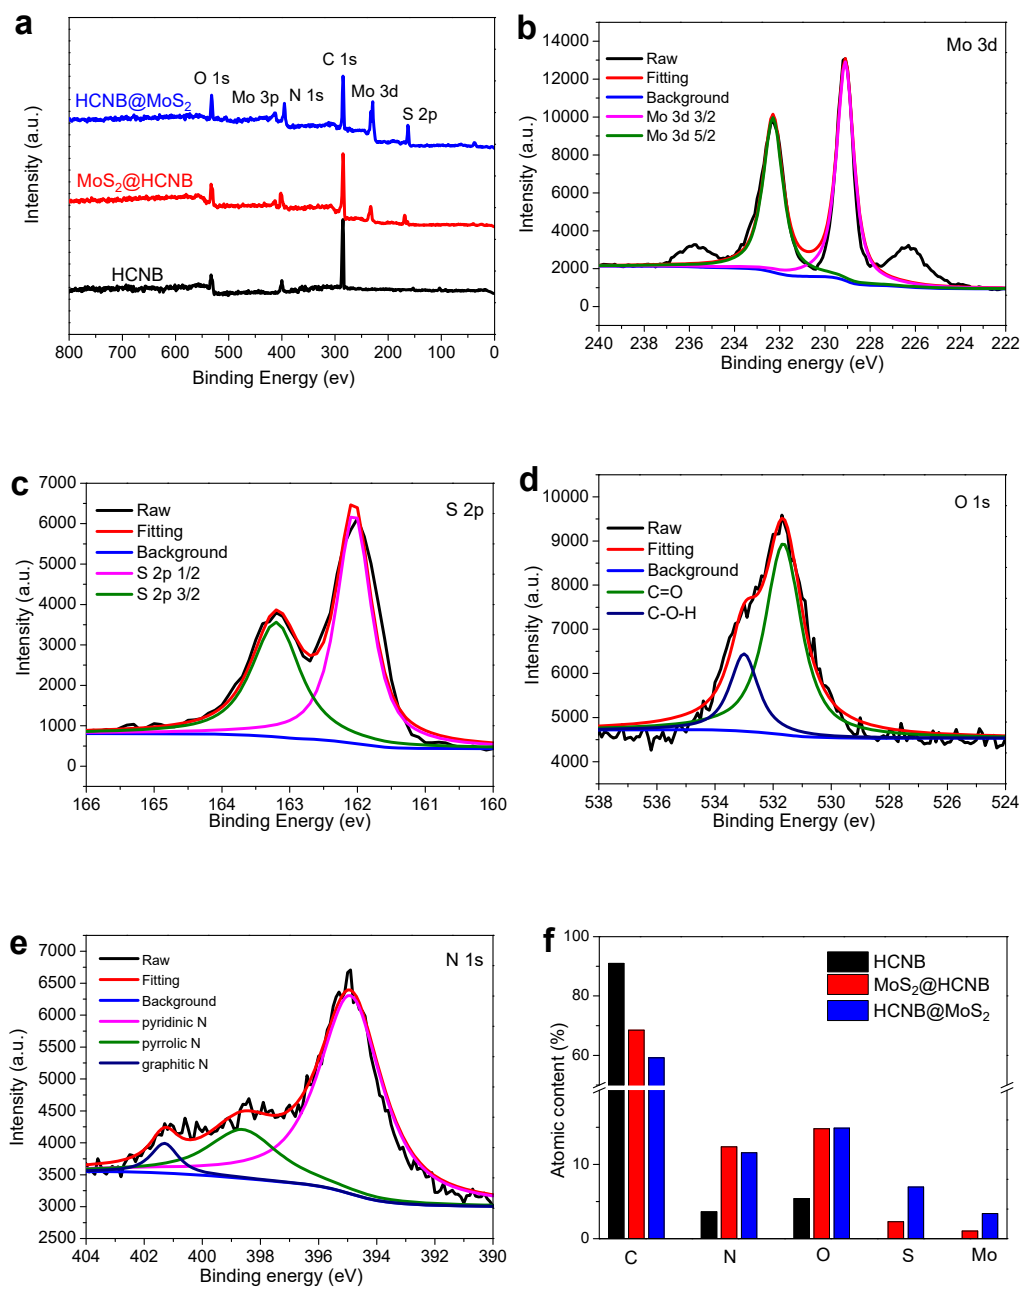 a
Intensity (a.u.)
HCNB@MoS₂
MoS₂@HCNB
HCNB
O 1s
Mo 3p
N 1s
C 1s
Mo 3d
S 2p
800 700 600 500 400 300 200 100 0
Binding Energy (ev)
b
Mo 3d
Intensity (a.u.)
14000
12000
10000
8000
6000
4000
2000
0
Raw
Fitting
Background
Mo 3d 3/2
Mo 3d 5/2
240 238 236 234 232 230 228 226 224 222
Binding energy (eV)
c
S 2p
Intensity (a.u.)
7000
6000
5000
4000
3000
2000
1000
0
Raw
Fitting
Background
S 2p 1/2
S 2p 3/2
166 165 164 163 162 161 160
Binding Energy (ev)
d
O 1s
Intensity (a.u.)
10000
9000
8000
7000
6000
5000
4000
Raw
Fitting
Background
C=O
C-O-H
538 536 534 532 530 528 526 524
Binding Energy (ev)
e
N 1s
Intensity (a.u.)
7000
6500
6000
5500
5000
4500
4000
3500
3000
2500
Raw
Fitting
Background
pyridinic N
pyrrolic N
graphitic N
404 402 400 398 396 394 392 390
Binding energy (eV)
f
Atomic content (%)
100
80
60
10
0
HCNB
MoS₂@HCNB
HCNB@MoS₂
C N O S Mo